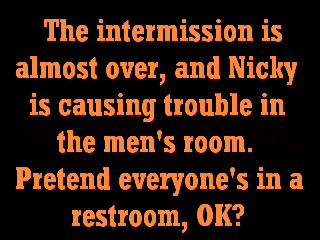 The intermission is
almost over, and Nicky
is causing trouble in
the men's room.
Pretend everyone's in a
restroom, OK?